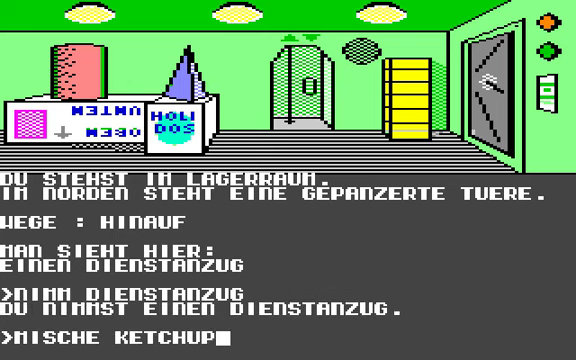 UNTEN
OBEN
HOLI
DOS
DU STEHST IM LAGERRAUM.
IM NORDEN STEHT EINE GEPANZERTE TUERE.
WEGE : HINAUF
MAN SIEHT HIER:
EINEN DIENSTANZUG
>NIMM DIENSTANZUG
DU NIMMST EINEN DIENSTANZUG.
>MISCHE KETCHUP